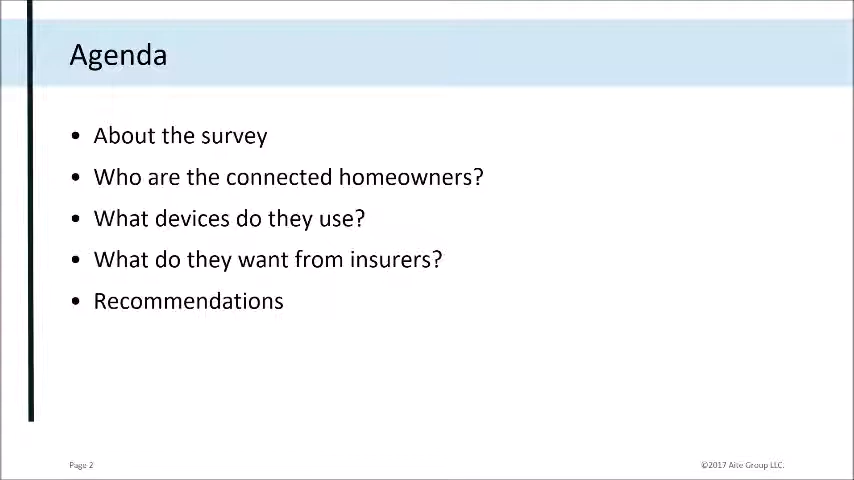 Agenda
• About the survey
• Who are the connected homeowners?
• What devices do they use?
• What do they want from insurers?
• Recommendations
Page 2
©2017 Aite Group LLC.